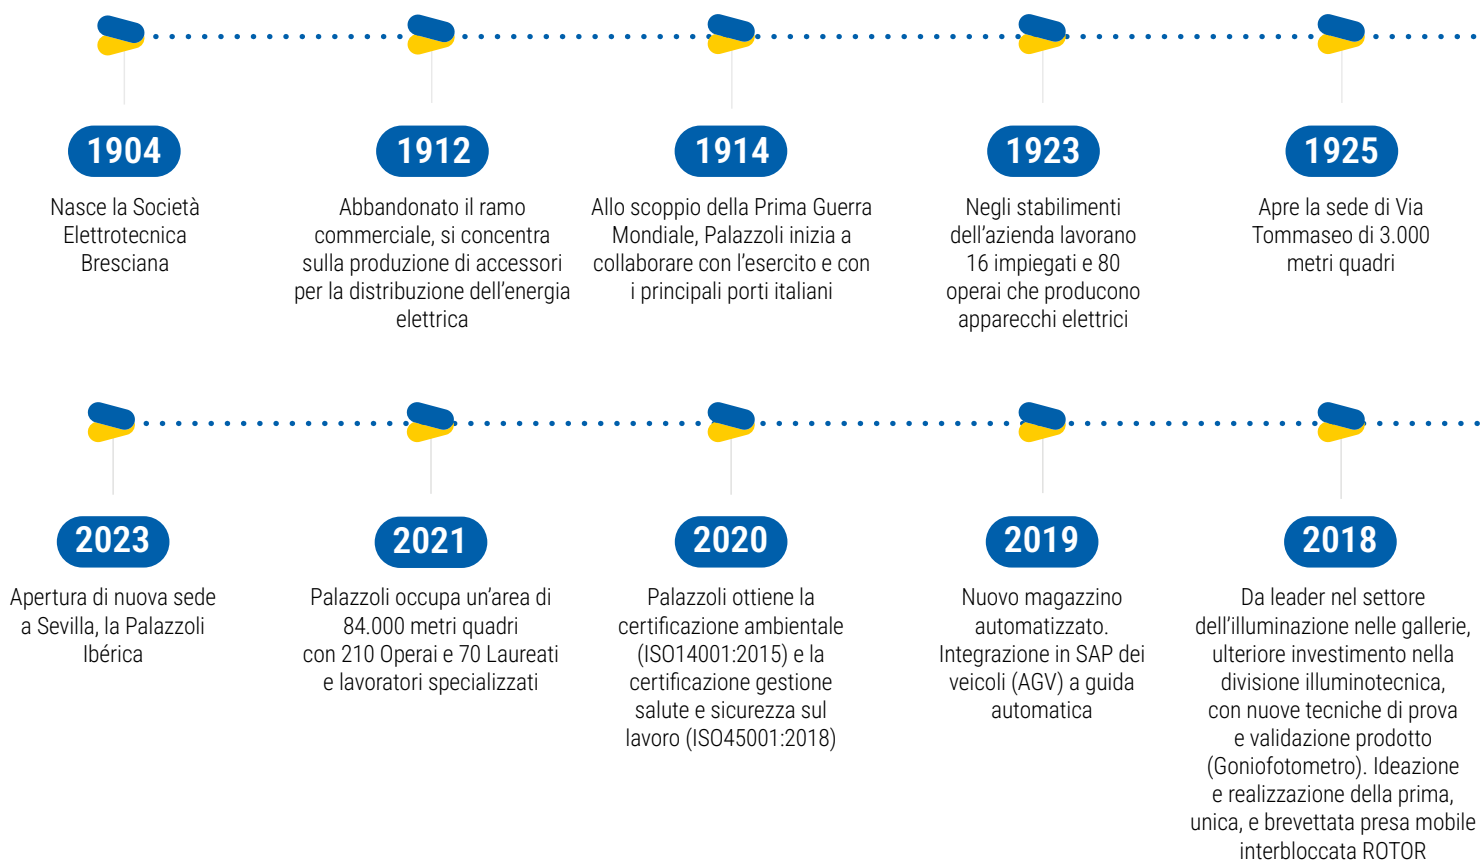 1904
Nasce la Società
Elettrotecnica
Bresciana
1912
Abbandonato il ramo
commerciale, si concentra
sulla produzione di accessori
per la distribuzione dell’energia
elettrica
1914
Allo scoppio della Prima Guerra
Mondiale, Palazzoli inizia a
collaborare con l’esercito e con
i principali porti italiani
1923
Negli stabilimenti
dell’azienda lavorano
16 impiegati e 80
operai che producono
apparecchi elettrici
1925
Apre la sede di Via
Tommaseo di 3.000
metri quadri
2023
Apertura di nuova sede
a Sevilla, la Palazzoli
Ibérica
2021
Palazzoli occupa un’area di
84.000 metri quadri
con 210 Operai e 70 Laureati
e lavoratori specializzati
2020
Palazzoli ottiene la
certificazione ambientale
(ISO14001:2015) e la
certificazione gestione
salute e sicurezza sul
lavoro (ISO45001:2018)
2019
Nuovo magazzino
automatizzato.
Integrazione in SAP dei
veicoli (AGV) a guida
automatica
2018
Da leader nel settore
dell’illuminazione nelle gallerie,
ulteriore investimento nella
divisione illuminotecnica,
con nuove tecniche di prova
e validazione prodotto
(Goniofotometro). Ideazione
e realizzazione della prima,
unica, e brevettata presa mobile
interbloccata ROTOR